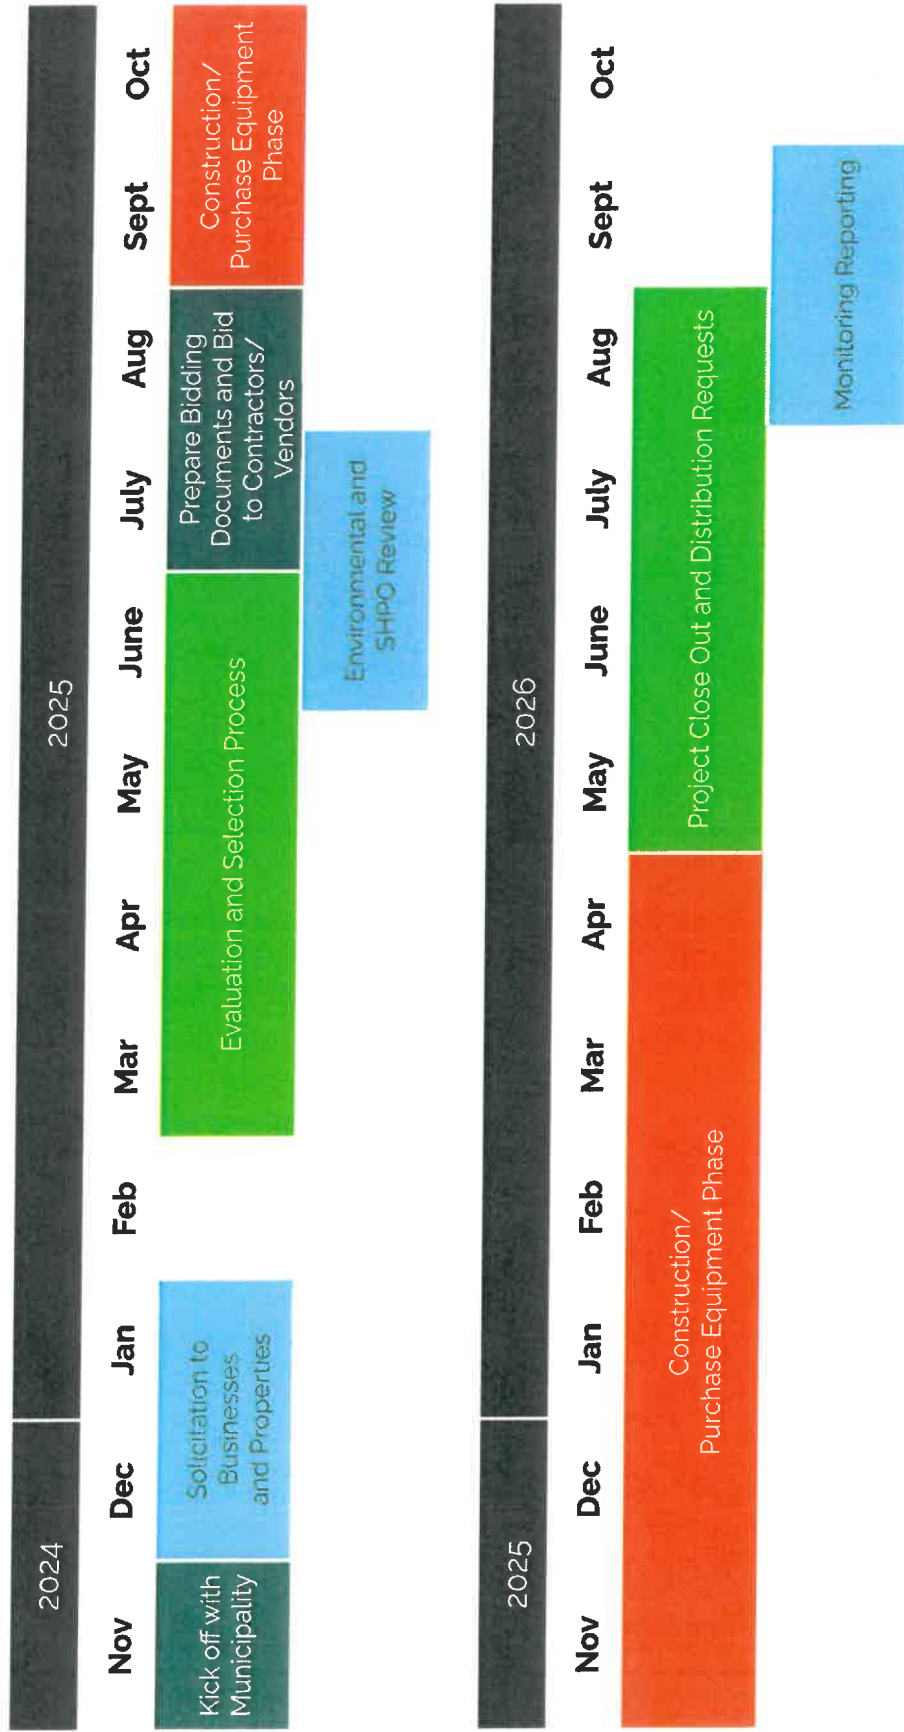 2024
2025
Nov
Dec
Jan
Feb
Mar
Apr
May
June
July
Aug
Sept
Oct
Kick off with
Municipality
Solicitation to
Businesses
and Properties
Evaluation and Selection Process
Prepare Bidding
Documents and Bid
to Contractors/
Vendors
Construction/
Purchase Equipment
Phase
Environmental and
SHPO Review
2025
2026
Nov
Dec
Jan
Feb
Mar
Apr
May
June
July
Aug
Sept
Oct
Construction/
Purchase Equipment Phase
Project Close Out and Distribution Requests
Monitoring Reporting